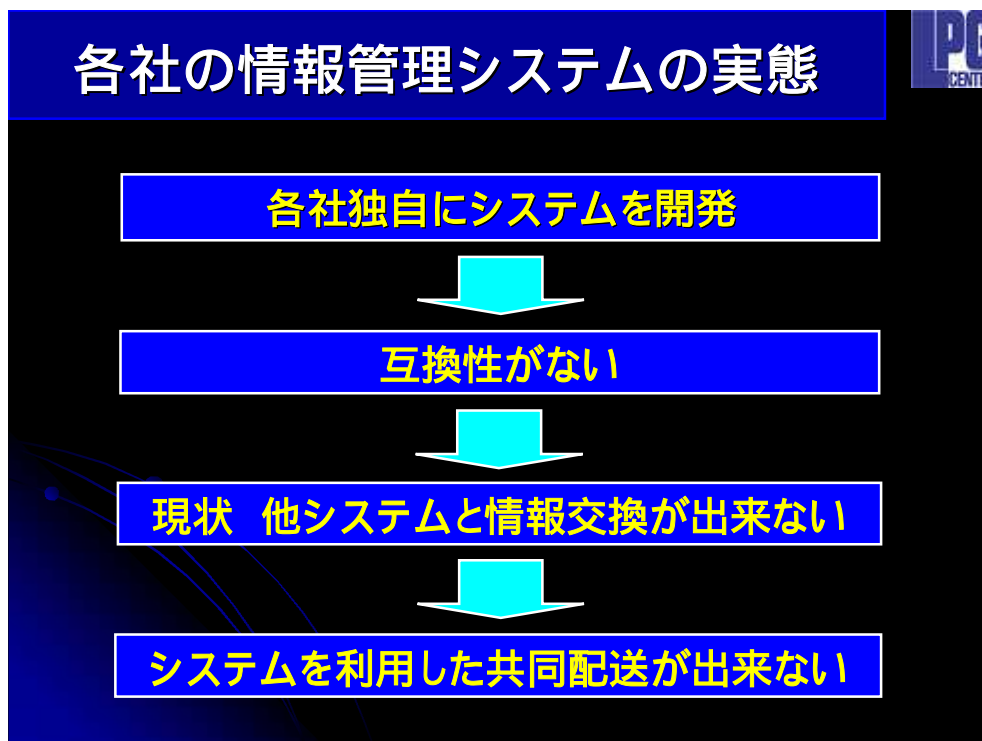 各社の情報管理システムの実態
LPG
CENTE
各社独自にシステムを開発
互換性がない
現状 他システムと情報交換が出来ない
システムを利用した共同配送が出来ない